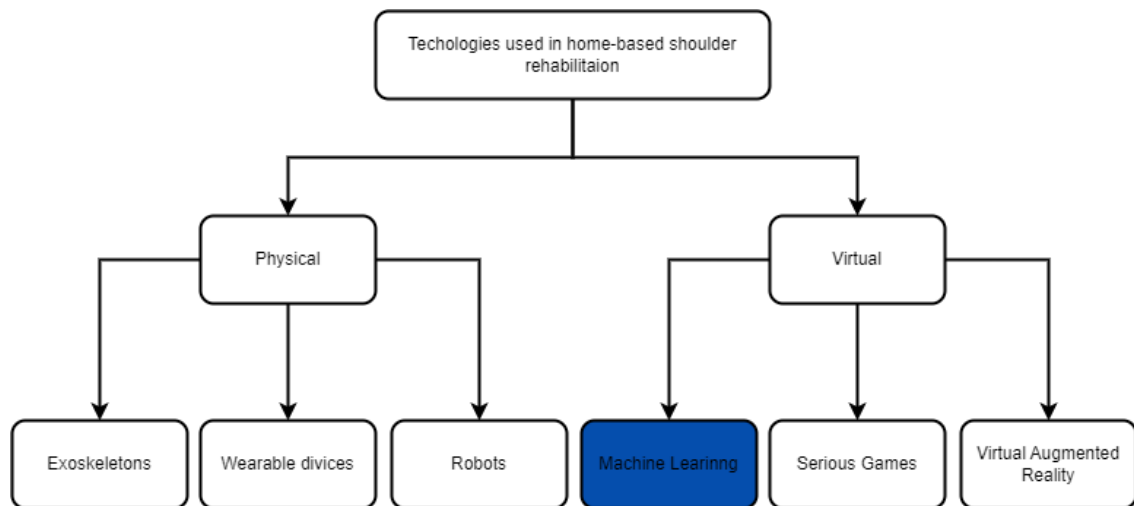 Techologies used in home-based shoulder
rehabilitaion
Physical
Virtual
Exoskeletons
Wearable divices
Robots
Machine Learinng
Serious Games
Virtual Augmented
Reality